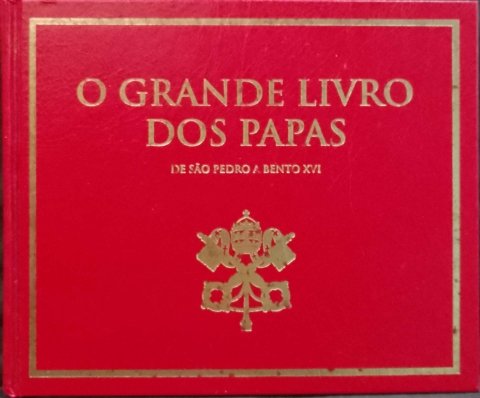 O GRANDE LIVRO
DOS PAPAS
DE SÃO PEDRO A BENTO XVI